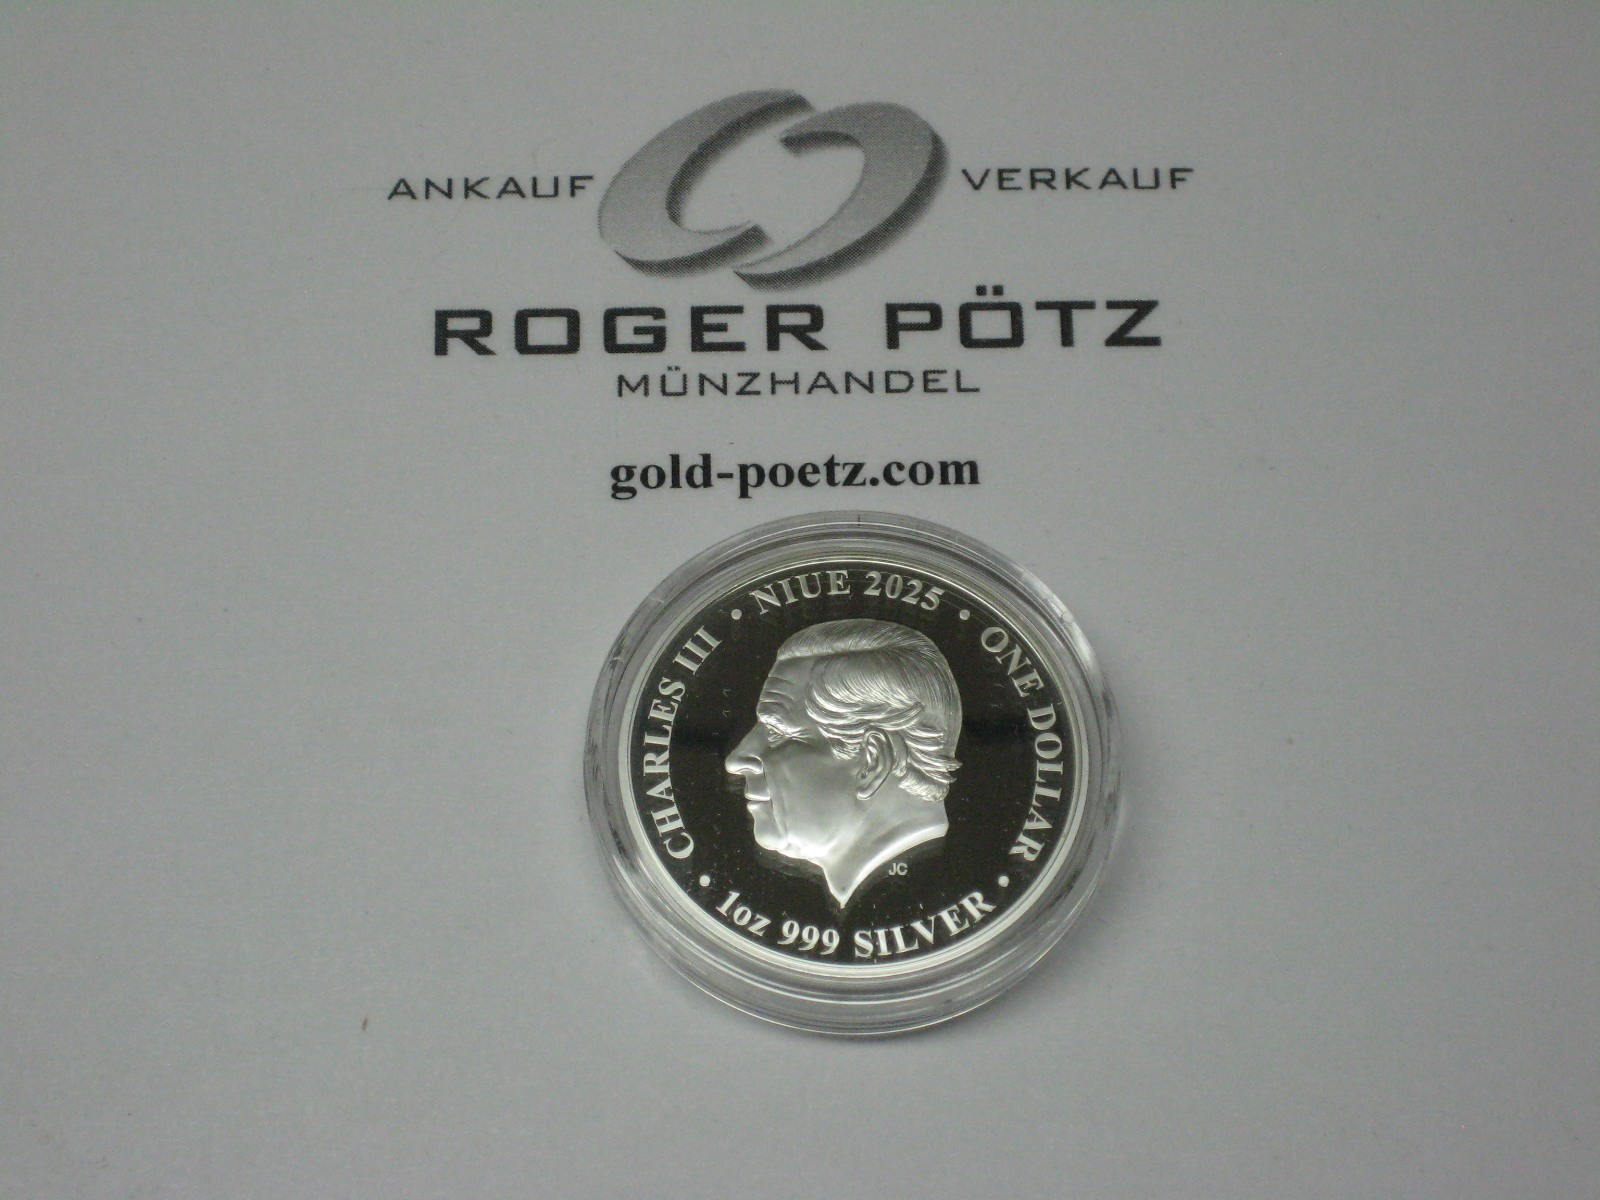 ANKAUF VERKAUF
ROGER PÖTZ
MÜNZHANDEL
gold-poetz.com
CHARLES III • NIUE 2025 • ONE DOLLAR
• 1oz 999 SILVER •
JC